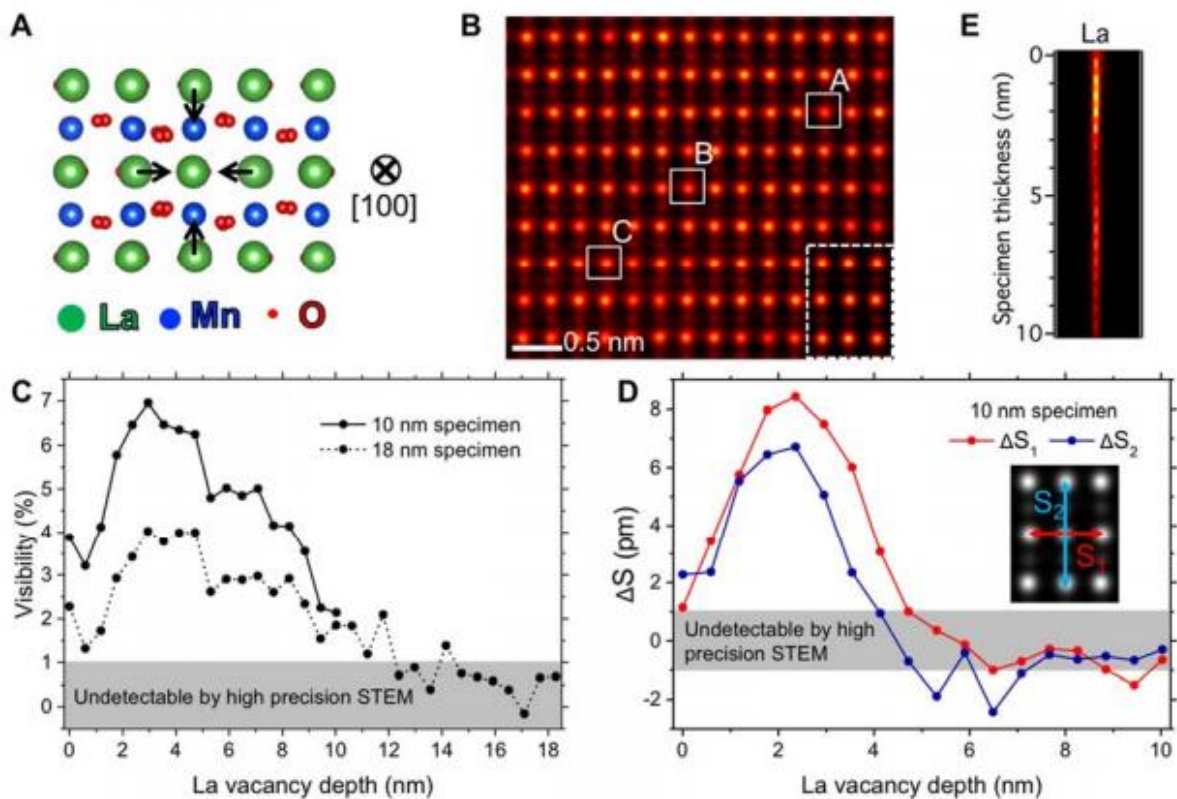 A
[100]
La Mn O
B
A
B
C
0.5 nm
E
La
Specimen thickness (nm)
0
5
10
C
Visibility (%)
7
6
5
4
3
2
1
0
10 nm specimen
18 nm specimen
Undetectable by high precision STEM
0 2 4 6 8 10 12 14 16 18
La vacancy depth (nm)
D
ΔS (pm)
8
6
4
2
0
-2
10 nm specimen
ΔS₁ ΔS₂
S₂
S₁
Undetectable by high
precision STEM
0 2 4 6 8 10
La vacancy depth (nm)